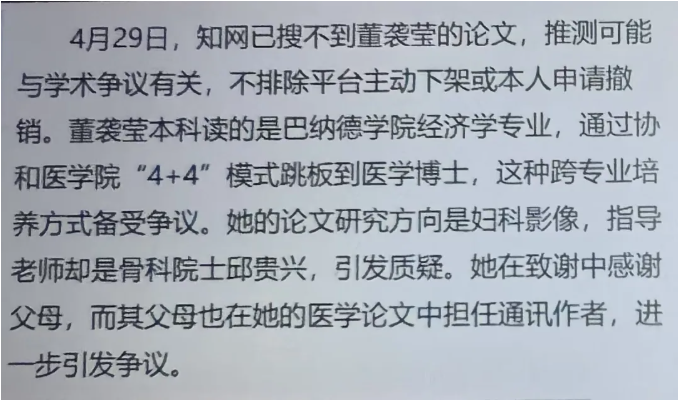 4月29日，知网已搜不到董袭莹的论文，推测可能
与学术争议有关，不排除平台主动下架或本人申请撤
销。董袭莹本科读的是巴纳德学院经济学专业，通过协
和医学院“4+4”模式跳板到医学博士，这种跨专业培
养方式备受争议。她的论文研究方向是妇科影像，指导
老师却是骨科院士邱贵兴，引发质疑。她在致谢中感谢
父母，而其父母也在她的医学论文中担任通讯作者，进
一步引发争议。